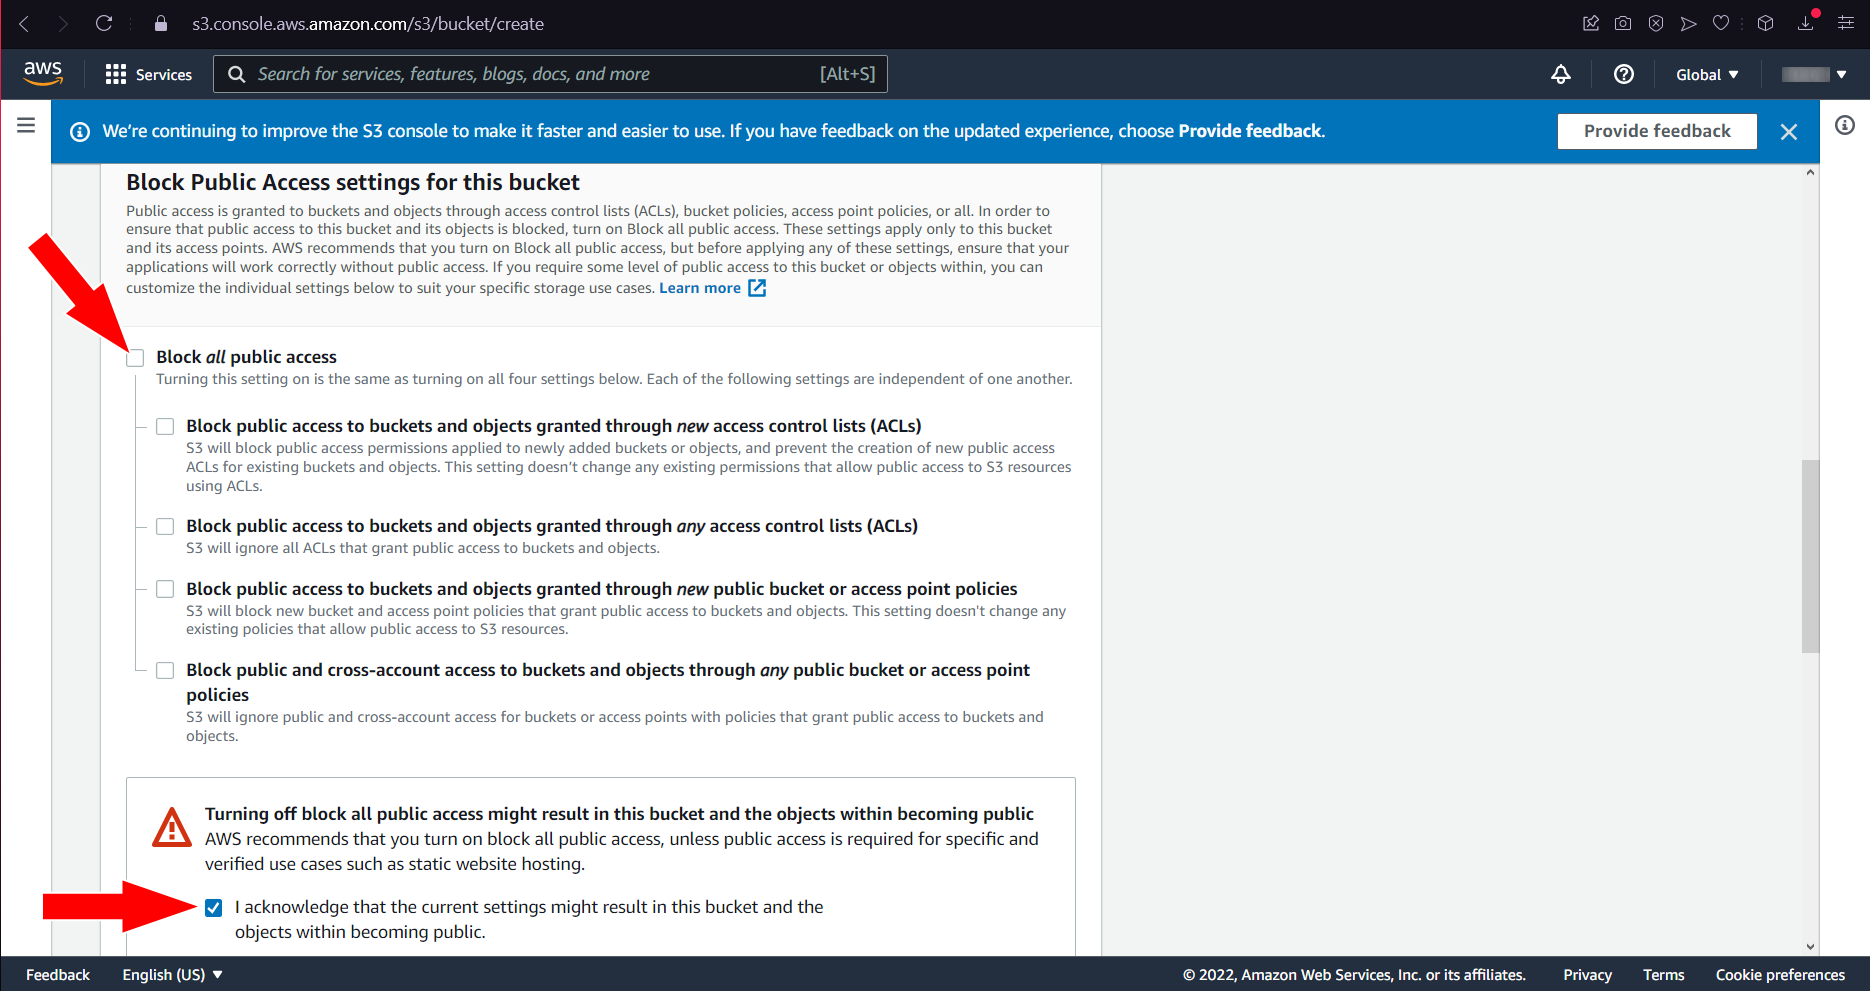 s3.console.aws.amazon.com/s3/bucket/create
aws
Services
Search for services, features, blogs, docs, and more
[Alt+S]
Global
We’re continuing to improve the S3 console to make it faster and easier to use. If you have feedback on the updated experience, choose Provide feedback.
Provide feedback
Block Public Access settings for this bucket
Public access is granted to buckets and objects through access control lists (ACLs), bucket policies, access point policies, or all. In order to
ensure that public access to this bucket and its objects is blocked, turn on Block all public access. These settings apply only to this bucket
and its access points. AWS recommends that you turn on Block all public access, but before applying any of these settings, ensure that your
applications will work correctly without public access. If you require some level of public access to this bucket or objects within, you can
customize the individual settings below to suit your specific storage use cases. Learn more
Block all public access
Turning this setting on is the same as turning on all four settings below. Each of the following settings are independent of one another.
Block public access to buckets and objects granted through new access control lists (ACLs)
S3 will block public access permissions applied to newly added buckets or objects, and prevent the creation of new public access
ACLs for existing buckets and objects. This setting doesn’t change any existing permissions that allow public access to S3 resources
using ACLs.
Block public access to buckets and objects granted through any access control lists (ACLs)
S3 will ignore all ACLs that grant public access to buckets and objects.
Block public access to buckets and objects granted through new public bucket or access point policies
S3 will block new bucket and access point policies that grant public access to buckets and objects. This setting doesn't change any
existing policies that allow public access to S3 resources.
Block public and cross-account access to buckets and objects through any public bucket or access point
policies
S3 will ignore public and cross-account access for buckets or access points with policies that grant public access to buckets and
objects.
Turning off block all public access might result in this bucket and the objects within becoming public
AWS recommends that you turn on block all public access, unless public access is required for specific and
verified use cases such as static website hosting.
I acknowledge that the current settings might result in this bucket and the
objects within becoming public.
Feedback
English (US)
© 2022, Amazon Web Services, Inc. or its affiliates.
Privacy
Terms
Cookie preferences